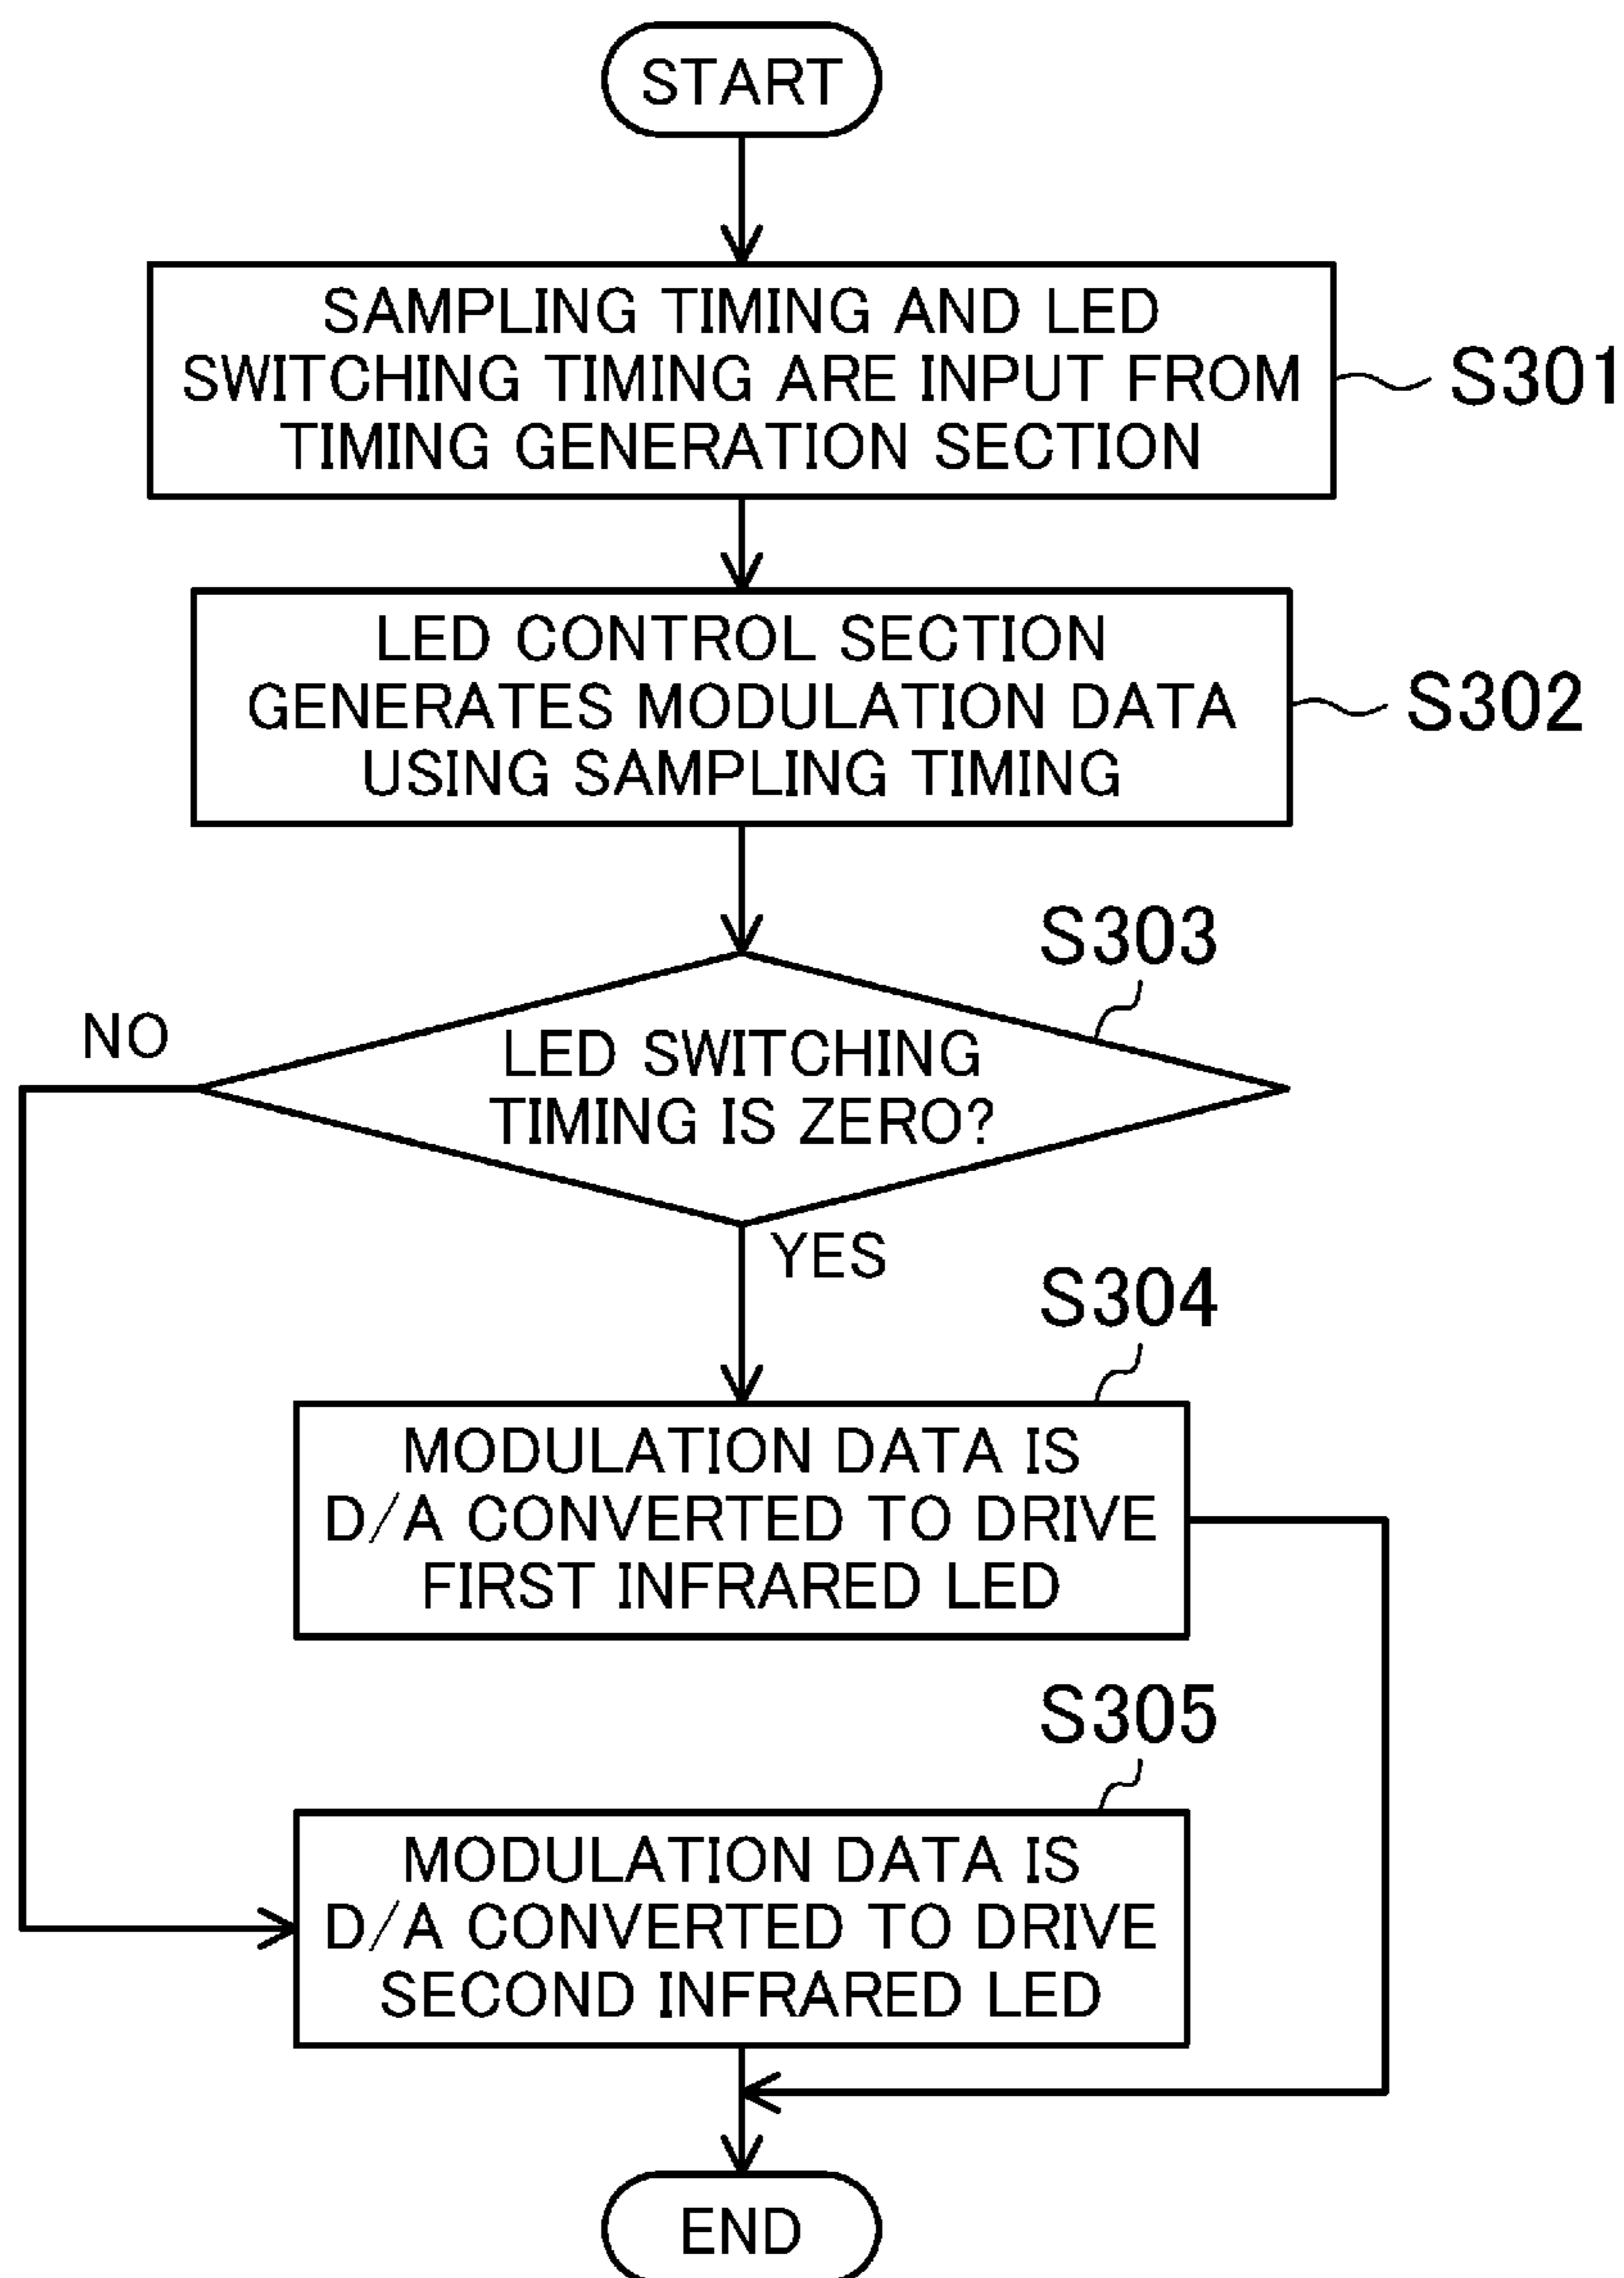 START
SAMPLING TIMING AND LED
SWITCHING TIMING ARE INPUT FROM
TIMING GENERATION SECTION
S301
LED CONTROL SECTION
GENERATES MODULATION DATA
USING SAMPLING TIMING
S302
S303
NO
LED SWITCHING
TIMING IS ZERO?
YES
S304
MODULATION DATA IS
D/A CONVERTED TO DRIVE
FIRST INFRARED LED
S305
MODULATION DATA IS
D/A CONVERTED TO DRIVE
SECOND INFRARED LED
END